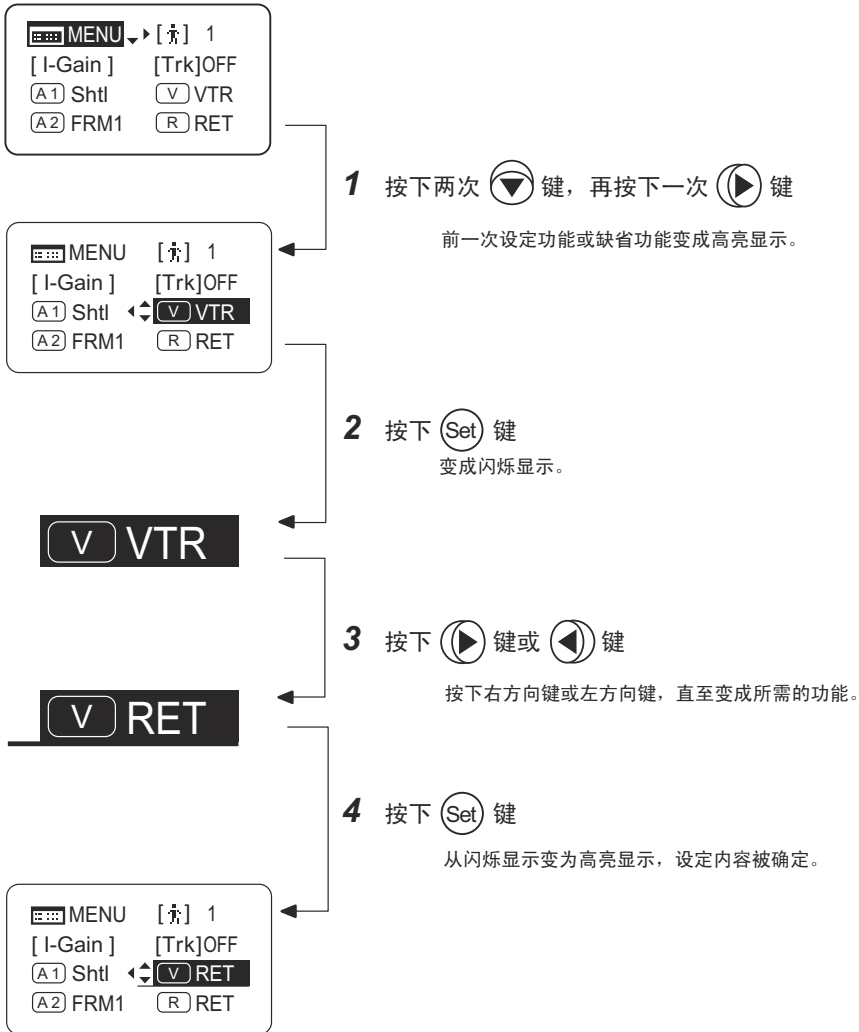 MENU [ ] 1
[ I-Gain ] [Trk]OFF
A1 Shtl V VTR
A2 FRM1 R RET
1 按下两次 键，再按下一次 键
前一次设定功能或缺省功能变成高亮显示。
MENU [ ] 1
[ I-Gain ] [Trk]OFF
A1 Shtl V VTR
A2 FRM1 R RET
2 按下 Set 键
变成闪烁显示。
V VTR
3 按下 键或 键
按下右方向键或左方向键，直至变成所需的功能。
V RET
4 按下 Set 键
从闪烁显示变为高亮显示，设定内容被确定。
MENU [ ] 1
[ I-Gain ] [Trk]OFF
A1 Shtl V RET
A2 FRM1 R RET